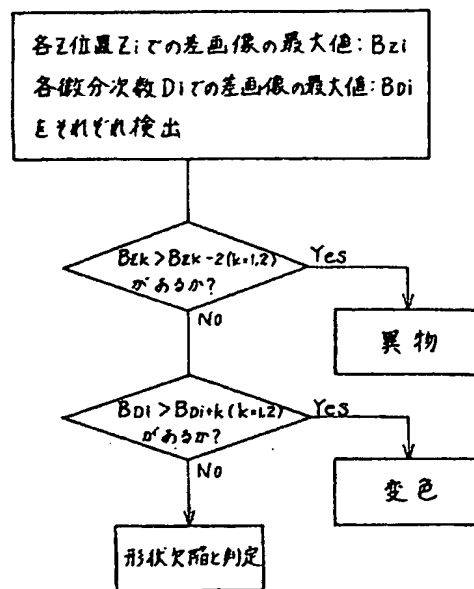 各Z位置Ziでの差画像の最大値:Bzi
各微分次数Diでの差画像の最大値:BDi
をそれぞれ検出
Bzk>Bzk-2(k=1,2)
があるか?
Yes
異物
No
BDi>BDi+k(k=1,2)
があるか?
Yes
変色
No
形状欠陥と判定